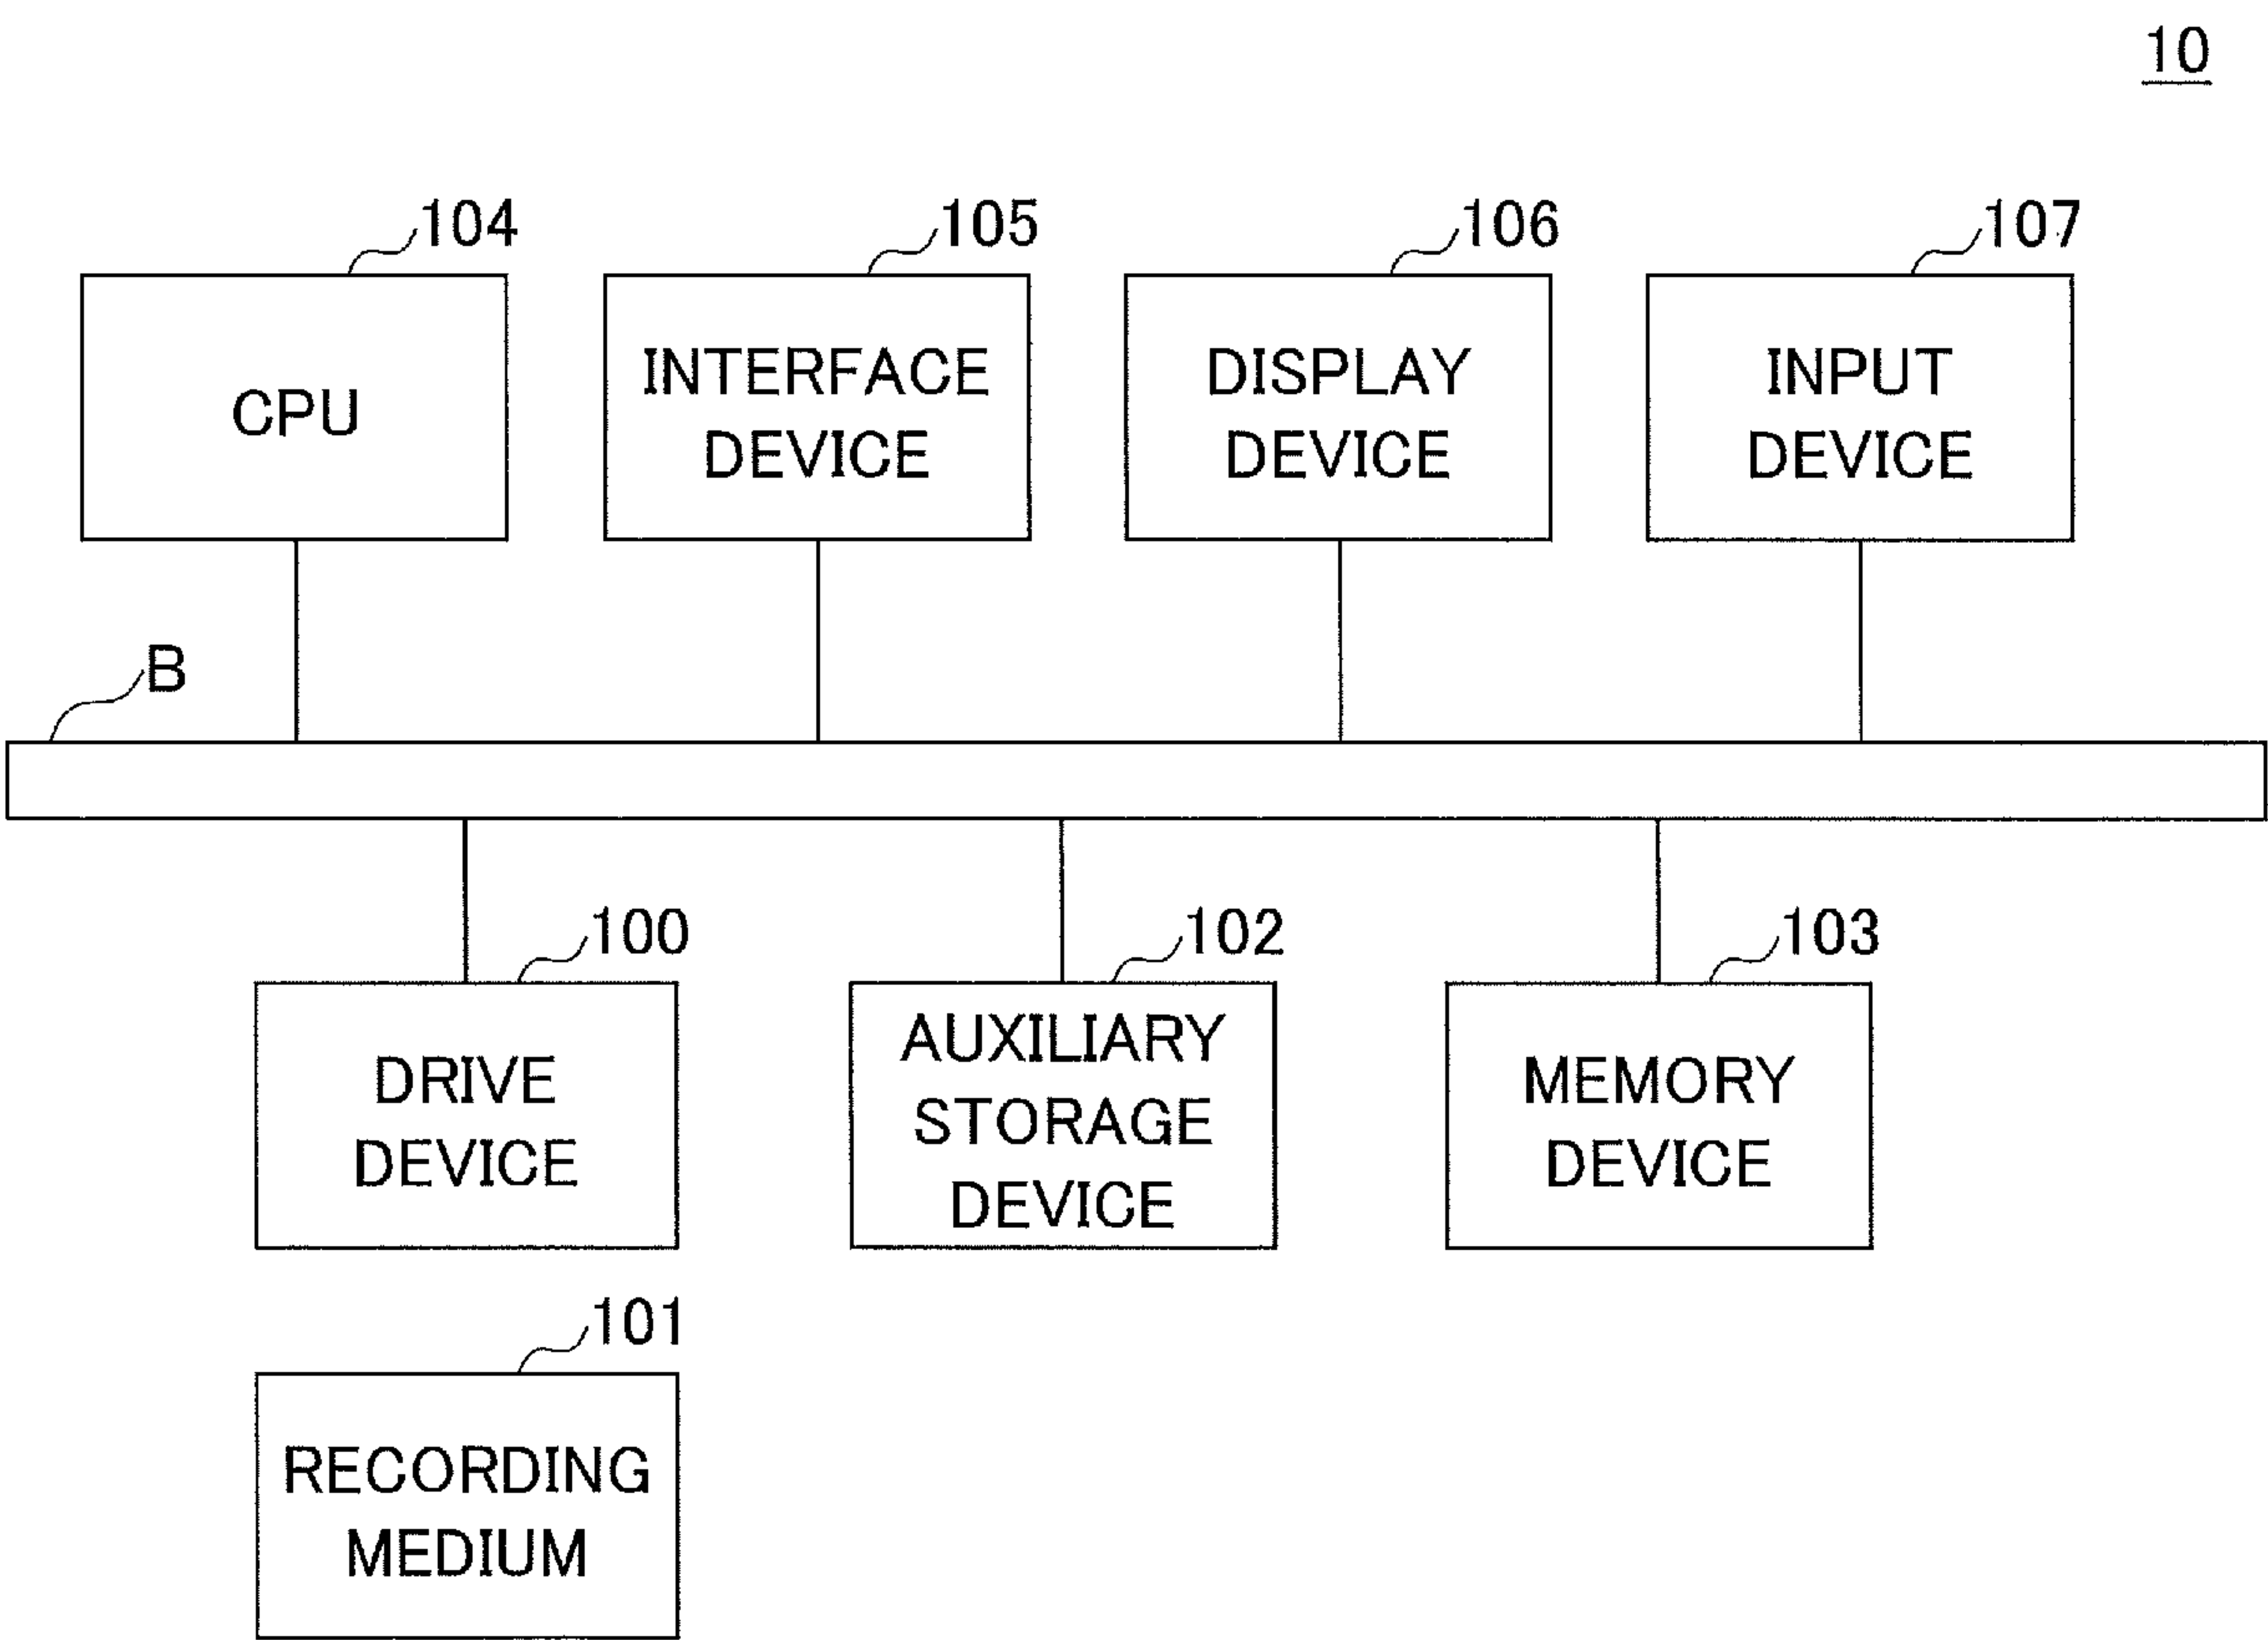 10
104
105
106
107
CPU
INTERFACE
DEVICE
DISPLAY
DEVICE
INPUT
DEVICE
B
100
102
103
DRIVE
DEVICE
AUXILIARY
STORAGE
DEVICE
MEMORY
DEVICE
101
RECORDING
MEDIUM